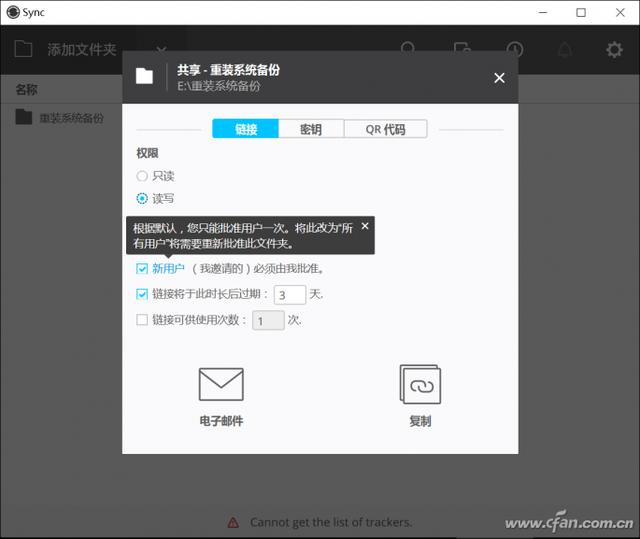 Sync
添加文件夹
名称
重装系统备份
共享 - 重装系统备份
E:\重装系统备份
链接 密钥 QR 代码
权限
只读
读写
根据默认，您只能批准用户一次。将此改为“所
有用户”将需要重新批准此文件夹。
新用户 （我邀请的）必须由我批准。
链接将于此时长后过期： 3 天.
链接可供使用次数： 1 次.
电子邮件 复制
Cannot get the list of trackers.
www.cfan.com.cn